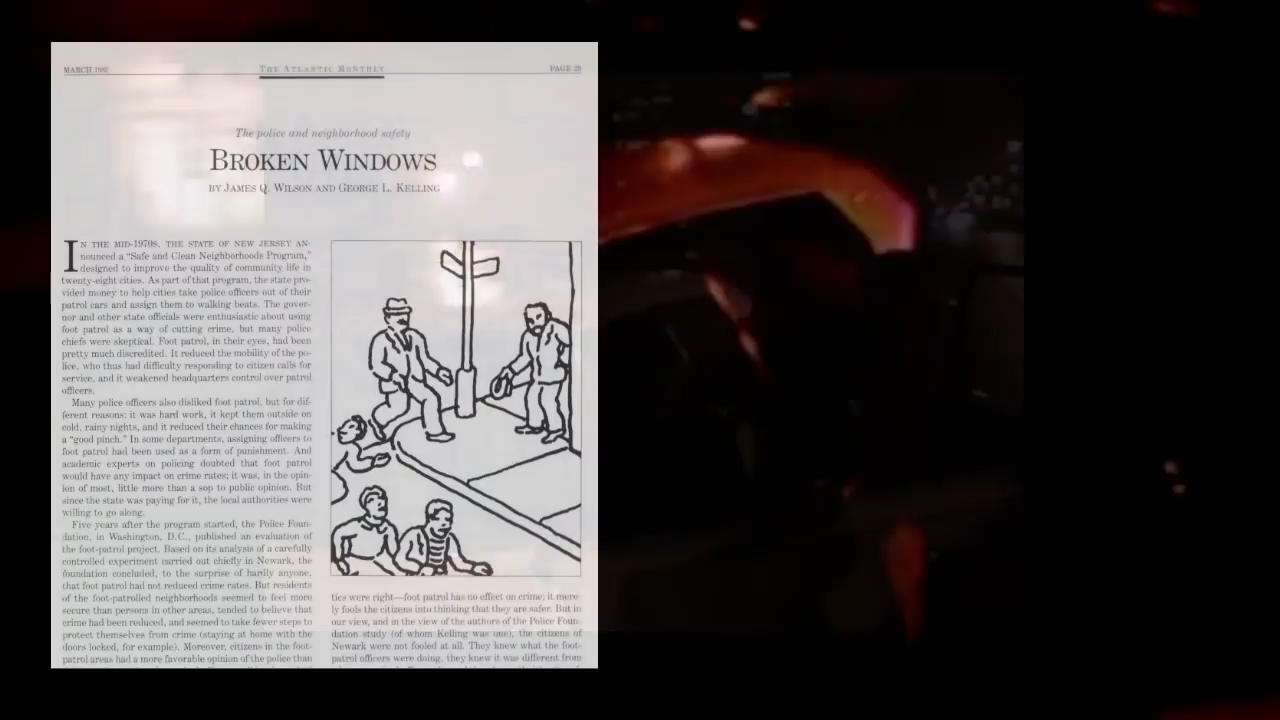 MARCH 1982
THE ATLANTIC MONTHLY
PAGE 29
The police and neighborhood safety
BROKEN WINDOWS
BY JAMES Q. WILSON AND GEORGE L. KELLING
IN THE MID-1970S, THE STATE OF NEW JERSEY AN-
nounced a “Safe and Clean Neighborhoods Program,”
designed to improve the quality of community life in
twenty-eight cities. As part of that program, the state pro-
vided money to help cities take police officers out of their
patrol cars and assign them to walking beats. The gover-
nor and other state officials were enthusiastic about using
foot patrol as a way of cutting crime, but many police
chiefs were skeptical. Foot patrol, in their eyes, had been
pretty much discredited. It reduced the mobility of the po-
lice, who thus had difficulty responding to citizen calls for
service, and it weakened headquarters control over patrol
officers.
Many police officers also disliked foot patrol, but for dif-
ferent reasons: it was hard work, it kept them outside on
cold, rainy nights, and it reduced their chances for making
a “good pinch.” In some departments, assigning officers to
foot patrol had been used as a form of punishment. And
academic experts on policing doubted that foot patrol
would have any impact on crime rates; it was, in the opin-
ion of most, little more than a sop to public opinion. But
since the state was paying for it, the local authorities were
willing to go along.
Five years after the program started, the Police Foun-
dation, in Washington, D.C., published an evaluation of
the foot-patrol project. Based on its analysis of a carefully
controlled experiment carried out chiefly in Newark, the
foundation concluded, to the surprise of hardly anyone,
that foot patrol had not reduced crime rates. But residents
of the foot-patrolled neighborhoods seemed to feel more
secure than persons in other areas, tended to believe that
crime had been reduced, and seemed to take fewer steps to
protect themselves from crime (staying at home with the
doors locked, for example). Moreover, citizens in the foot-
patrol areas had a more favorable opinion of the police than
tics were right—foot patrol has no effect on crime; it mere-
ly fools the citizens into thinking that they are safer. But in
our view, and in the view of the authors of the Police Foun-
dation study (of whom Kelling was one), the citizens of
Newark were not fooled at all. They knew what the foot-
patrol officers were doing, they knew it was different from